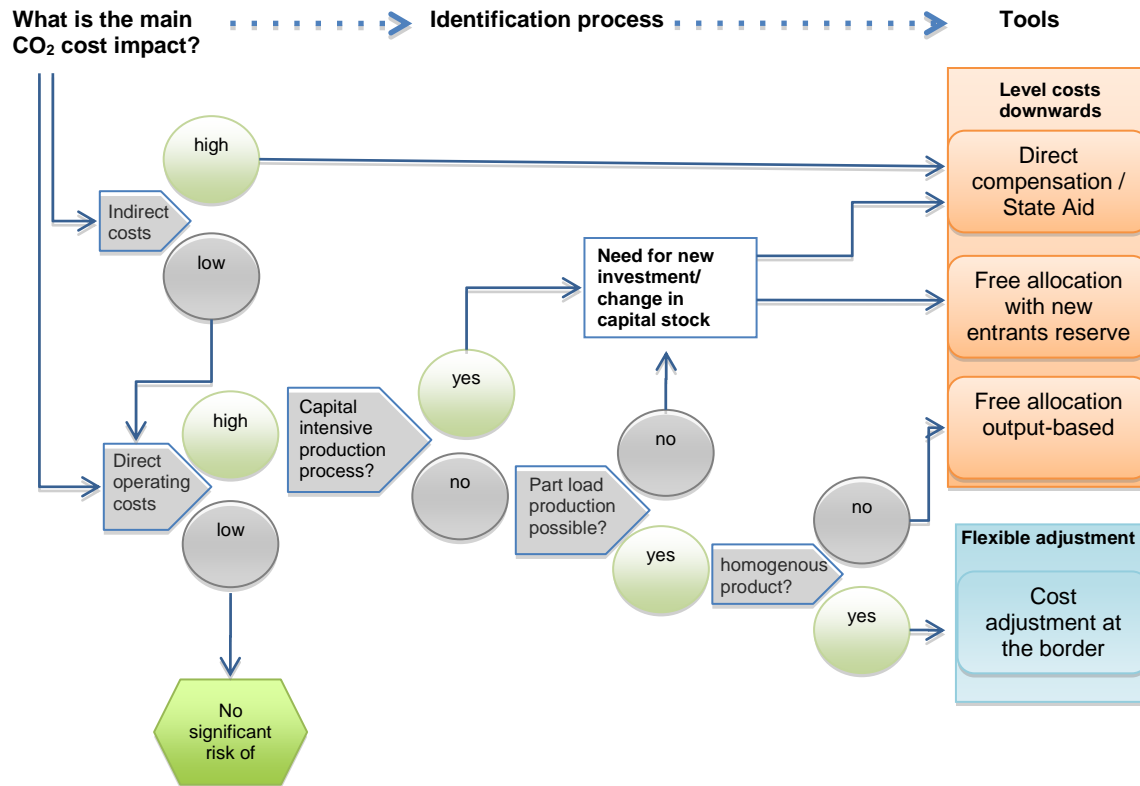 What is the main
CO₂ cost impact?
Identification process
Tools
Level costs
downwards
high
Direct
compensation /
State Aid
Indirect
costs
low
Need for new
investment/
change in
capital stock
Free allocation
with new
entrants reserve
yes
high
Capital
intensive
production
process?
Free allocation
output-based
no
Direct
operating
costs
no
Part load
production
possible?
no
low
Flexible adjustment
yes
homogenous
product?
Cost
adjustment at
the border
yes
No
significant
risk of